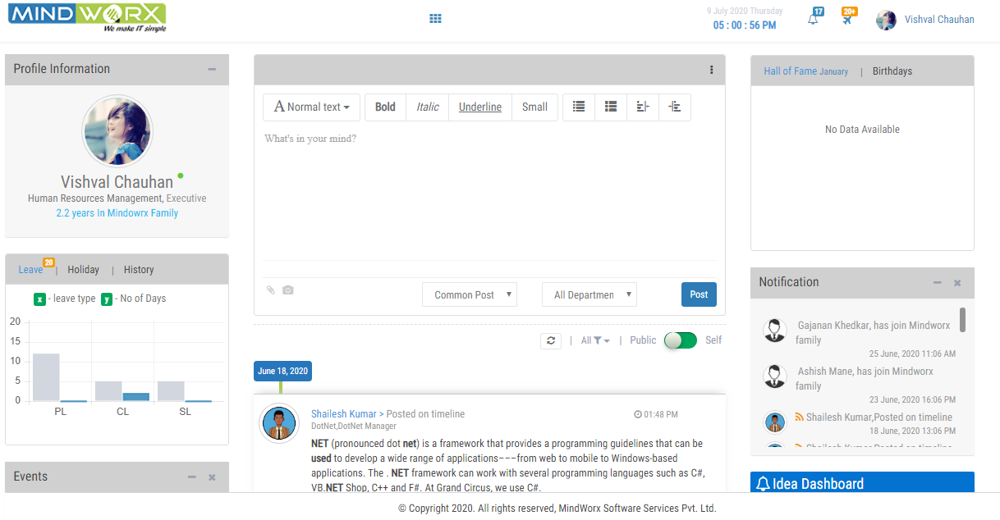 MINDWORX
We make IT simple
9 July 2020 Thursday
05 : 00 : 56 PM
17
20+
Vishval Chauhan
Profile Information
Vishval Chauhan
Human Resources Management, Executive
2.2 years In Mindowrx Family
Leave 20 | Holiday | History
x - leave type y - No of Days
20
15
10
5
0
PL CL SL
Events
A Normal text
Bold
Italic
Underline
Small
What's in your mind?
Common Post
All Departmen
Post
| All | Public Self
June 18, 2020
Shailesh Kumar > Posted on timeline
01:48 PM
DotNet,DotNet Manager
NET (pronounced dot net) is a framework that provides a programming guidelines that can be
used to develop a wide range of applications−−−from web to mobile to Windows-based
applications. The . NET framework can work with several programming languages such as C#,
VB.NET Shop, C++ and F#. At Grand Circus, we use C#.
Hall of Fame January | Birthdays
No Data Available
Notification
Gajanan Khedkar, has join Mindworx
family
25 June, 2020 11:06 AM
Ashish Mane, has join Mindworx
family
23 June, 2020 16:06 PM
Shailesh Kumar,Posted on timeline
18 June, 2020 13:06 PM
Shailesh Kumar,Posted on timeline
Idea Dashboard
© Copyright 2020. All rights reserved, MindWorx Software Services Pvt. Ltd.